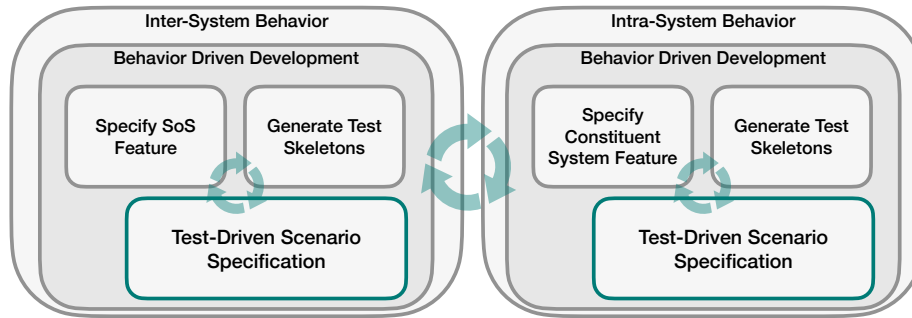 Inter-System Behavior
Behavior Driven Development
Specify SoS
Feature
Generate Test
Skeletons
Test-Driven Scenario
Specification
Intra-System Behavior
Behavior Driven Development
Specify
Constituent
System Feature
Generate Test
Skeletons
Test-Driven Scenario
Specification